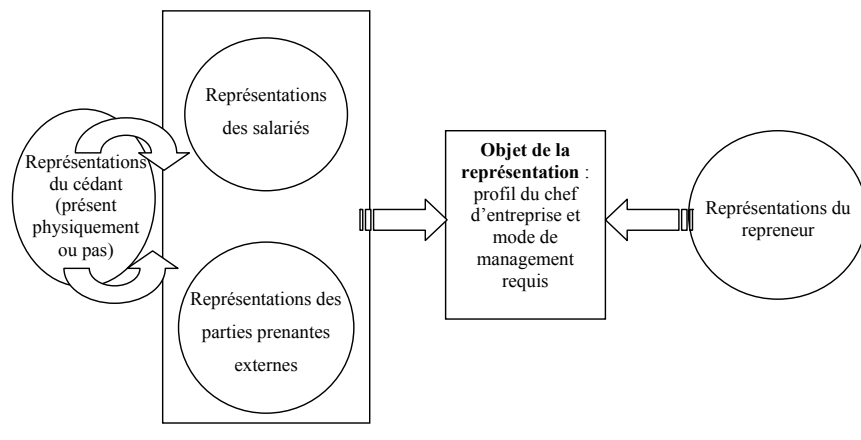 Représentations
du cédant
(présent
physiquement
ou pas)
Représentations
des salariés
Représentations des
parties prenantes
externes
Objet de la
représentation :
profil du chef
d’entreprise et
mode de
management
requis
Représentations du
repreneur